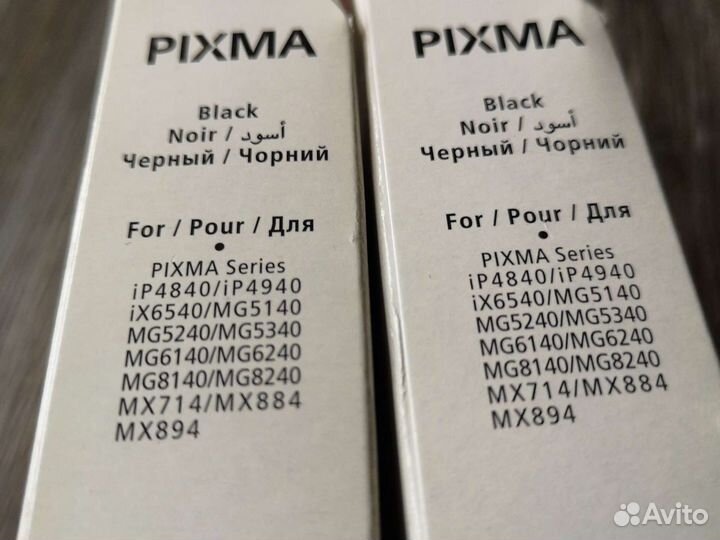 PIXMA
Black
Noir / أسود
Черный / Чорний
For / Pour / Для
PIXMA Series
iP4840/iP4940
iX6540/MG5140
MG5240/MG5340
MG6140/MG6240
MG8140/MG8240
MX714/MX884
MX894
PIXMA
Black
Noir / أسود
Черный / Чорний
For / Pour / Для
PIXMA Series
iP4840/iP4940
iX6540/MG5140
MG5240/MG5340
MG6140/MG6240
MG8140/MG8240
MX714/MX884
MX894
Avito